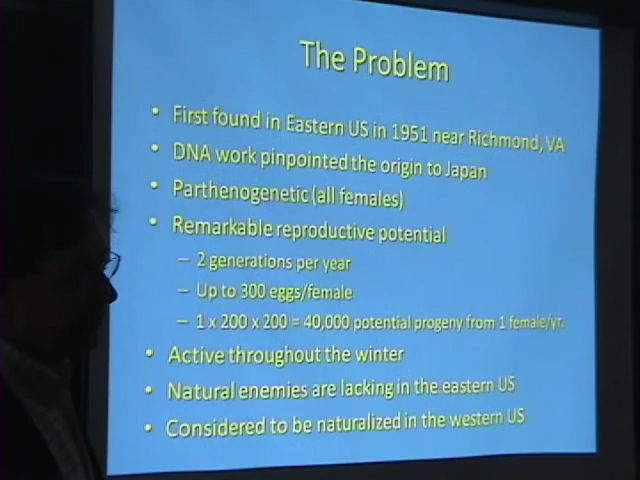 The Problem
• First found in Eastern US in 1951 near Richmond, VA
• DNA work pinpointed the origin to Japan
• Parthenogenetic (all females)
• Remarkable reproductive potential
– 2 generations per year
– Up to 300 eggs/female
– 1 x 200 x 200 = 40,000 potential progeny from 1 female/yr.
• Active throughout the winter
• Natural enemies are lacking in the eastern US
• Considered to be naturalized in the western US